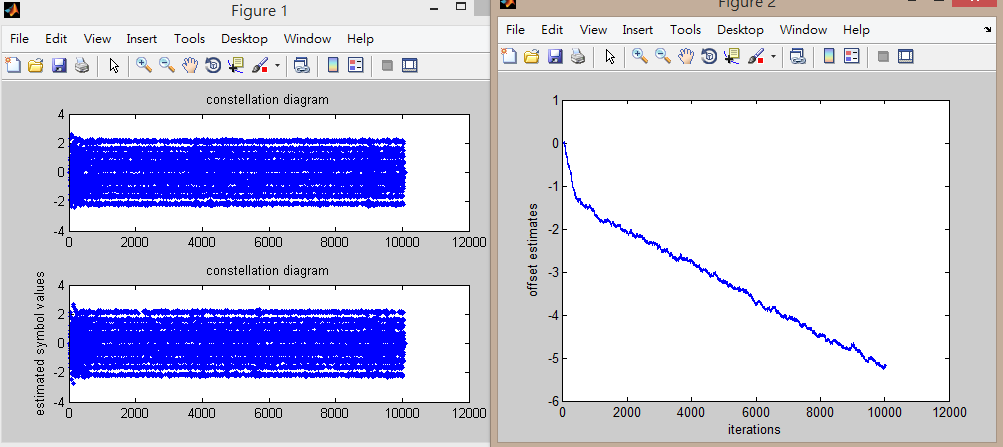 Figure 1
File Edit View Insert Tools Desktop Window Help
constellation diagram
4
2
0
-2
-4
0 2000 4000 6000 8000 10000 12000
constellation diagram
estimated symbol values
4
2
0
-2
-4
0 2000 4000 6000 8000 10000 12000
Figure 2
File Edit View Insert Tools Desktop Window Help
offset estimates
1
0
-1
-2
-3
-4
-5
-6
0 2000 4000 6000 8000 10000 12000
iterations